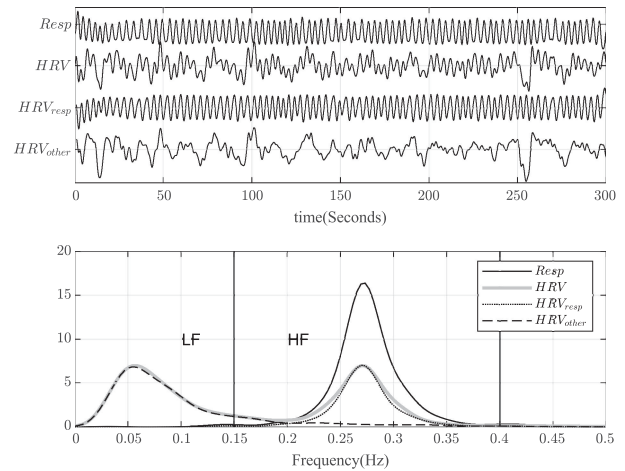 Resp
HRV
HRV_resp
HRV_other
0 50 100 150 200 250 300
time(Seconds)
20
15
10
5
0
LF
HF
Resp
HRV
HRV_resp
HRV_other
0 0.05 0.1 0.15 0.2 0.25 0.3 0.35 0.4 0.45 0.5
Frequency(Hz)